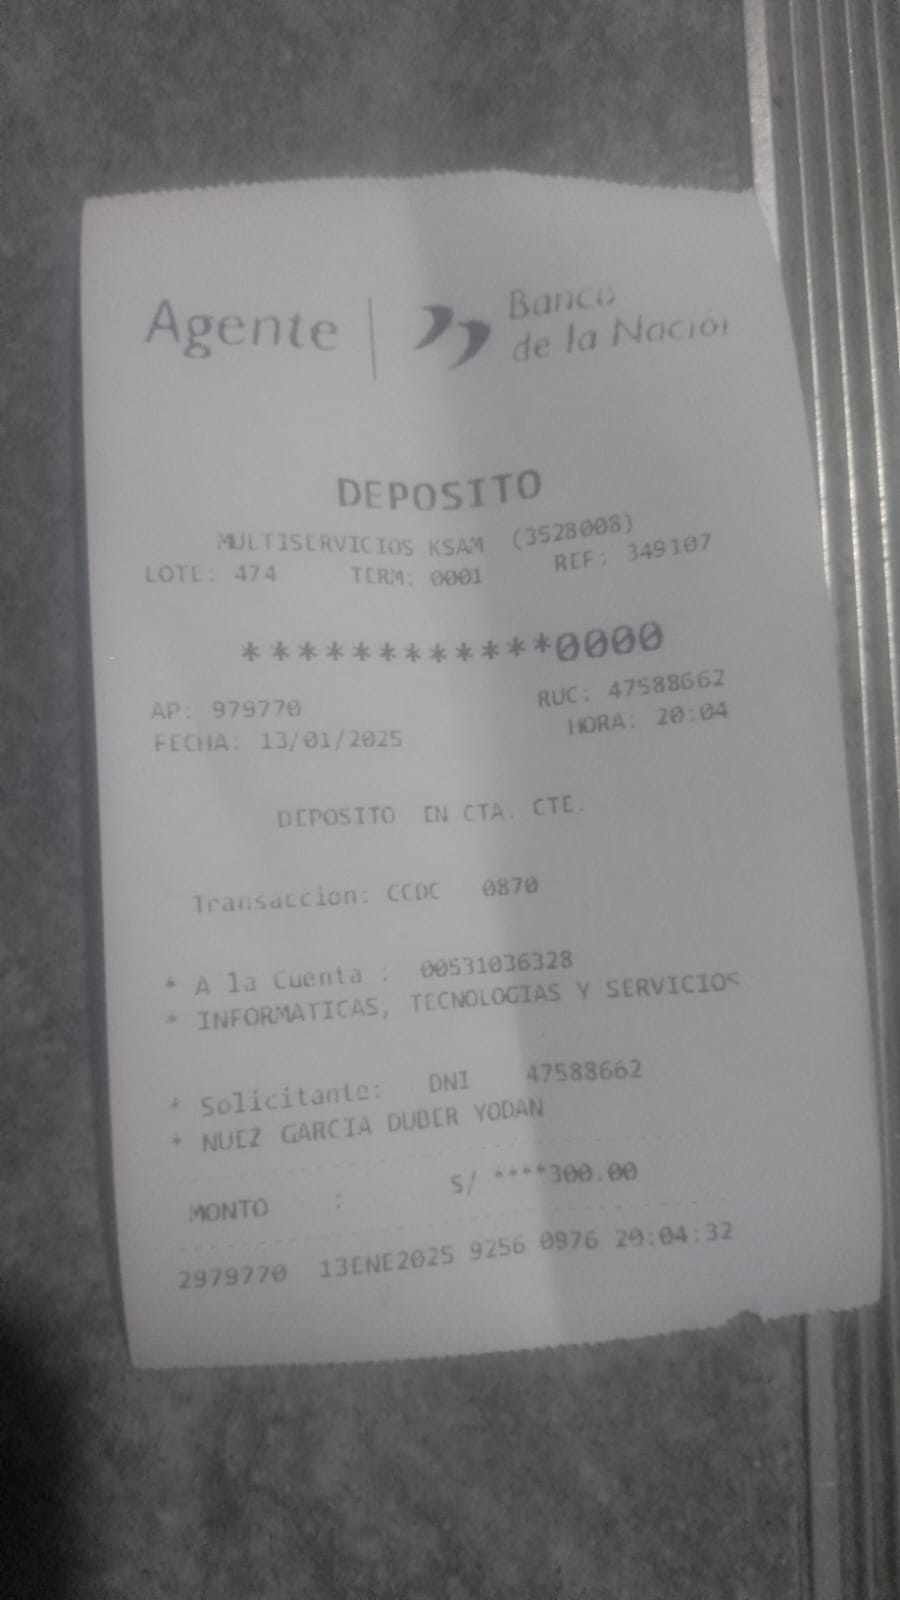 Agente | Banco
de la Nación
DEPOSITO
MULTISERVICIOS KSAM (3528008)
LOTE: 474 TERM: 0001 REF: 349107
************0000
AP: 979770 RUC: 47588662
FECHA: 13/01/2025 HORA: 20:04
DEPOSITO EN CTA. CTE.
Transaccion: CCDC 0870
* A la Cuenta : 00531036328
* INFORMATICAS, TECNOLOGIAS Y SERVICIOS
* Solicitante: DNI 47588662
* NUEZ GARCIA DUBER YODAN
MONTO : S/ ****300.00
2979770 13ENE2025 9256 0976 20:04:32